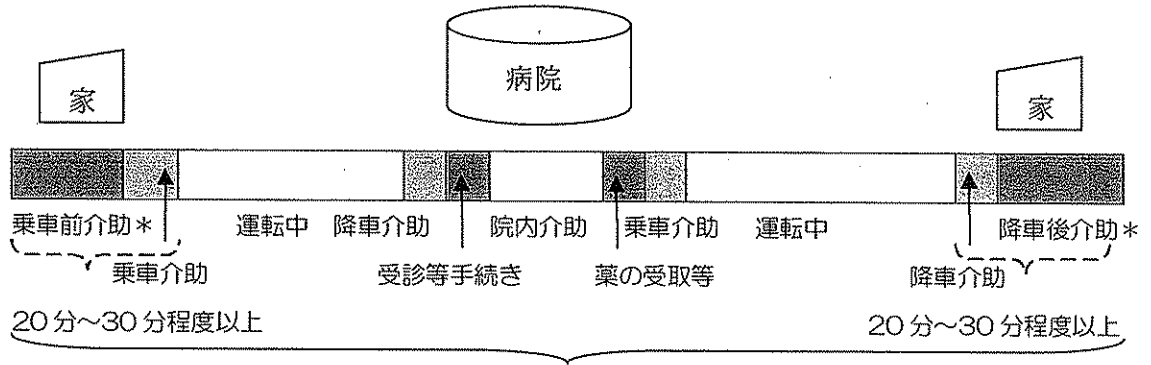 病院
家
家
乗車前介助＊ 運転中 降車介助 院内介助 乗車介助 運転中 降車後介助＊
乗車介助 受診等手続き 薬の受取等 降車介助
20分～30分程度以上 20分～30分程度以上